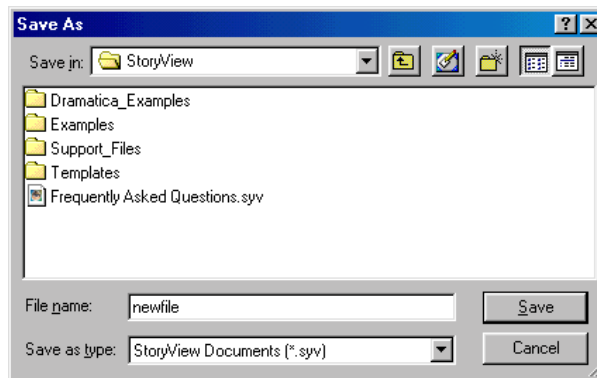 Save As
Save in: StoryView
Dramatica_Examples
Examples
Support_Files
Templates
Frequently Asked Questions.syv
File name: newfile Save
Save as type: StoryView Documents (*.syv) Cancel